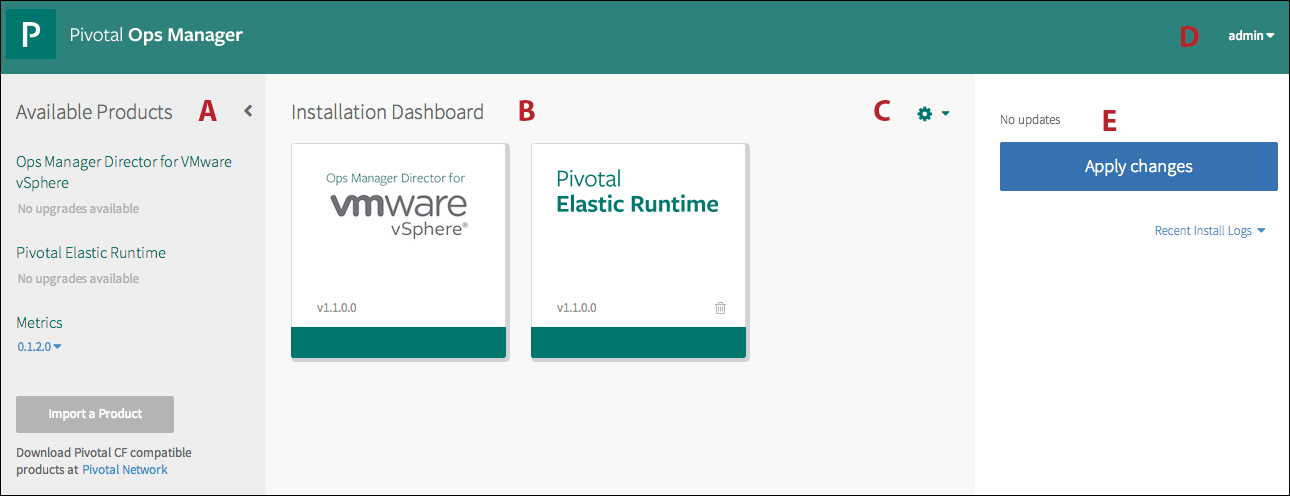 P Pivotal Ops Manager
D
admin
Available Products A
Ops Manager Director for VMware
vSphere
No upgrades available
Pivotal Elastic Runtime
No upgrades available
Metrics
0.1.2.0
Import a Product
Download Pivotal CF compatible
products at Pivotal Network
Installation Dashboard B
C
Ops Manager Director for
vmware
vSphere®
v1.1.0.0
Pivotal
Elastic Runtime
v1.1.0.0
No updates
E
Apply changes
Recent Install Logs